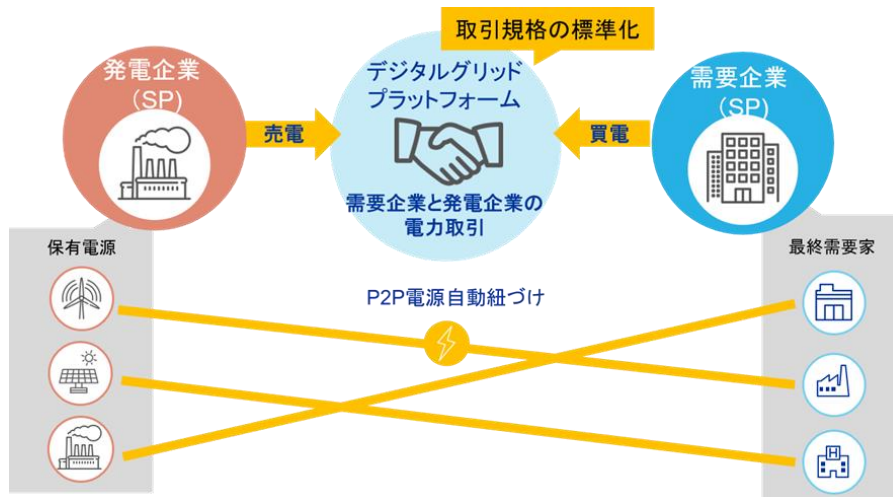 取引規格の標準化
発電企業
（SP)
デジタルグリッド
プラットフォーム
需要企業
（SP)
売電
買電
需要企業と発電企業の
電力取引
保有電源
最終需要家
P2P電源自動紐づけ
H